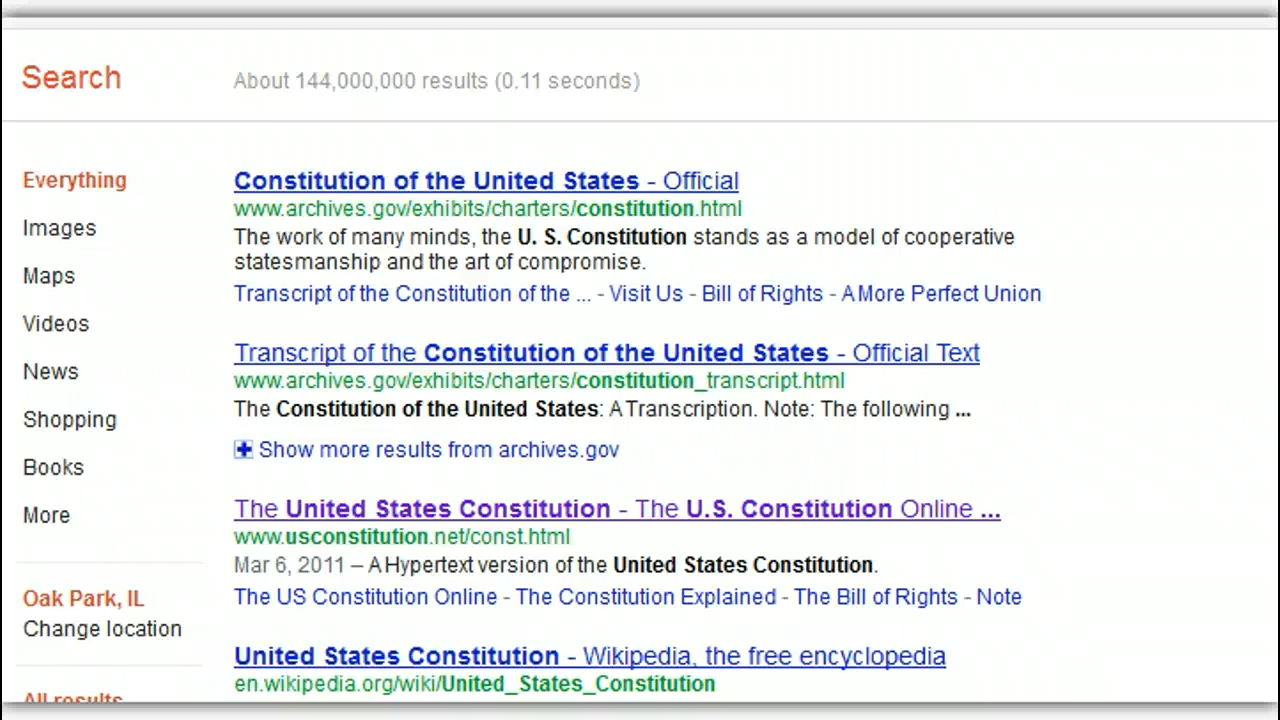 Search
About 144,000,000 results (0.11 seconds)
Everything
Images
Maps
Videos
News
Shopping
Books
More
Oak Park, IL
Change location
All results
Constitution of the United States - Official
www.archives.gov/exhibits/charters/constitution.html
The work of many minds, the U. S. Constitution stands as a model of cooperative
statesmanship and the art of compromise.
Transcript of the Constitution of the ... - Visit Us - Bill of Rights - A More Perfect Union
Transcript of the Constitution of the United States - Official Text
www.archives.gov/exhibits/charters/constitution_transcript.html
The Constitution of the United States: A Transcription. Note: The following ...
Show more results from archives.gov
The United States Constitution - The U.S. Constitution Online ...
www.usconstitution.net/const.html
Mar 6, 2011 – A Hypertext version of the United States Constitution.
The US Constitution Online - The Constitution Explained - The Bill of Rights - Note
United States Constitution - Wikipedia, the free encyclopedia
en.wikipedia.org/wiki/United_States_Constitution